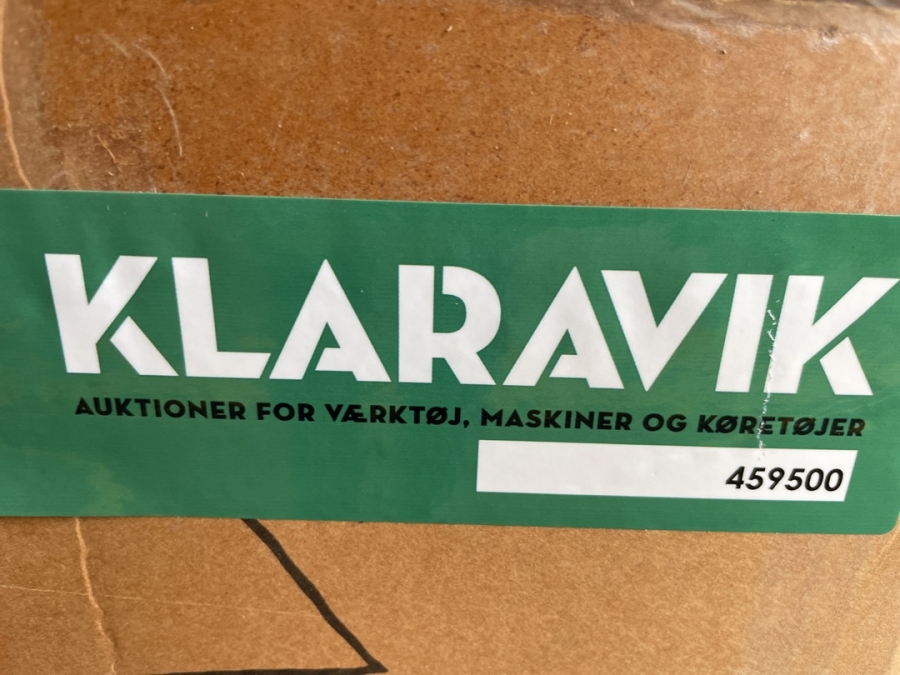 KLARAVIK
AUKTIONER FOR VÆRKTØJ, MASKINER OG KØRETØJER
459500